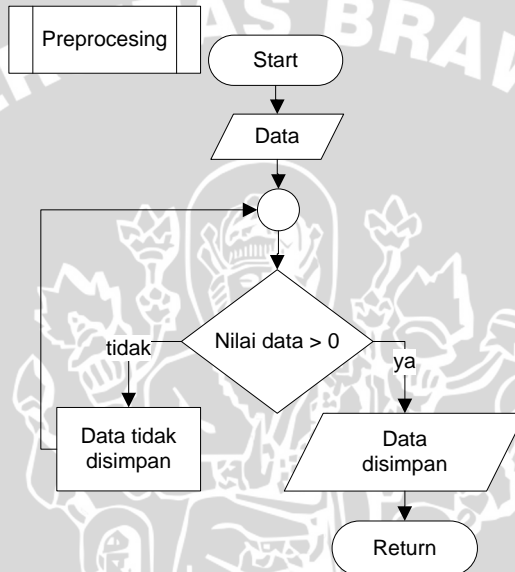 Preprocesing
Start
Data
Nilai data > 0
tidak
ya
Data tidak
disimpan
Data
disimpan
Return